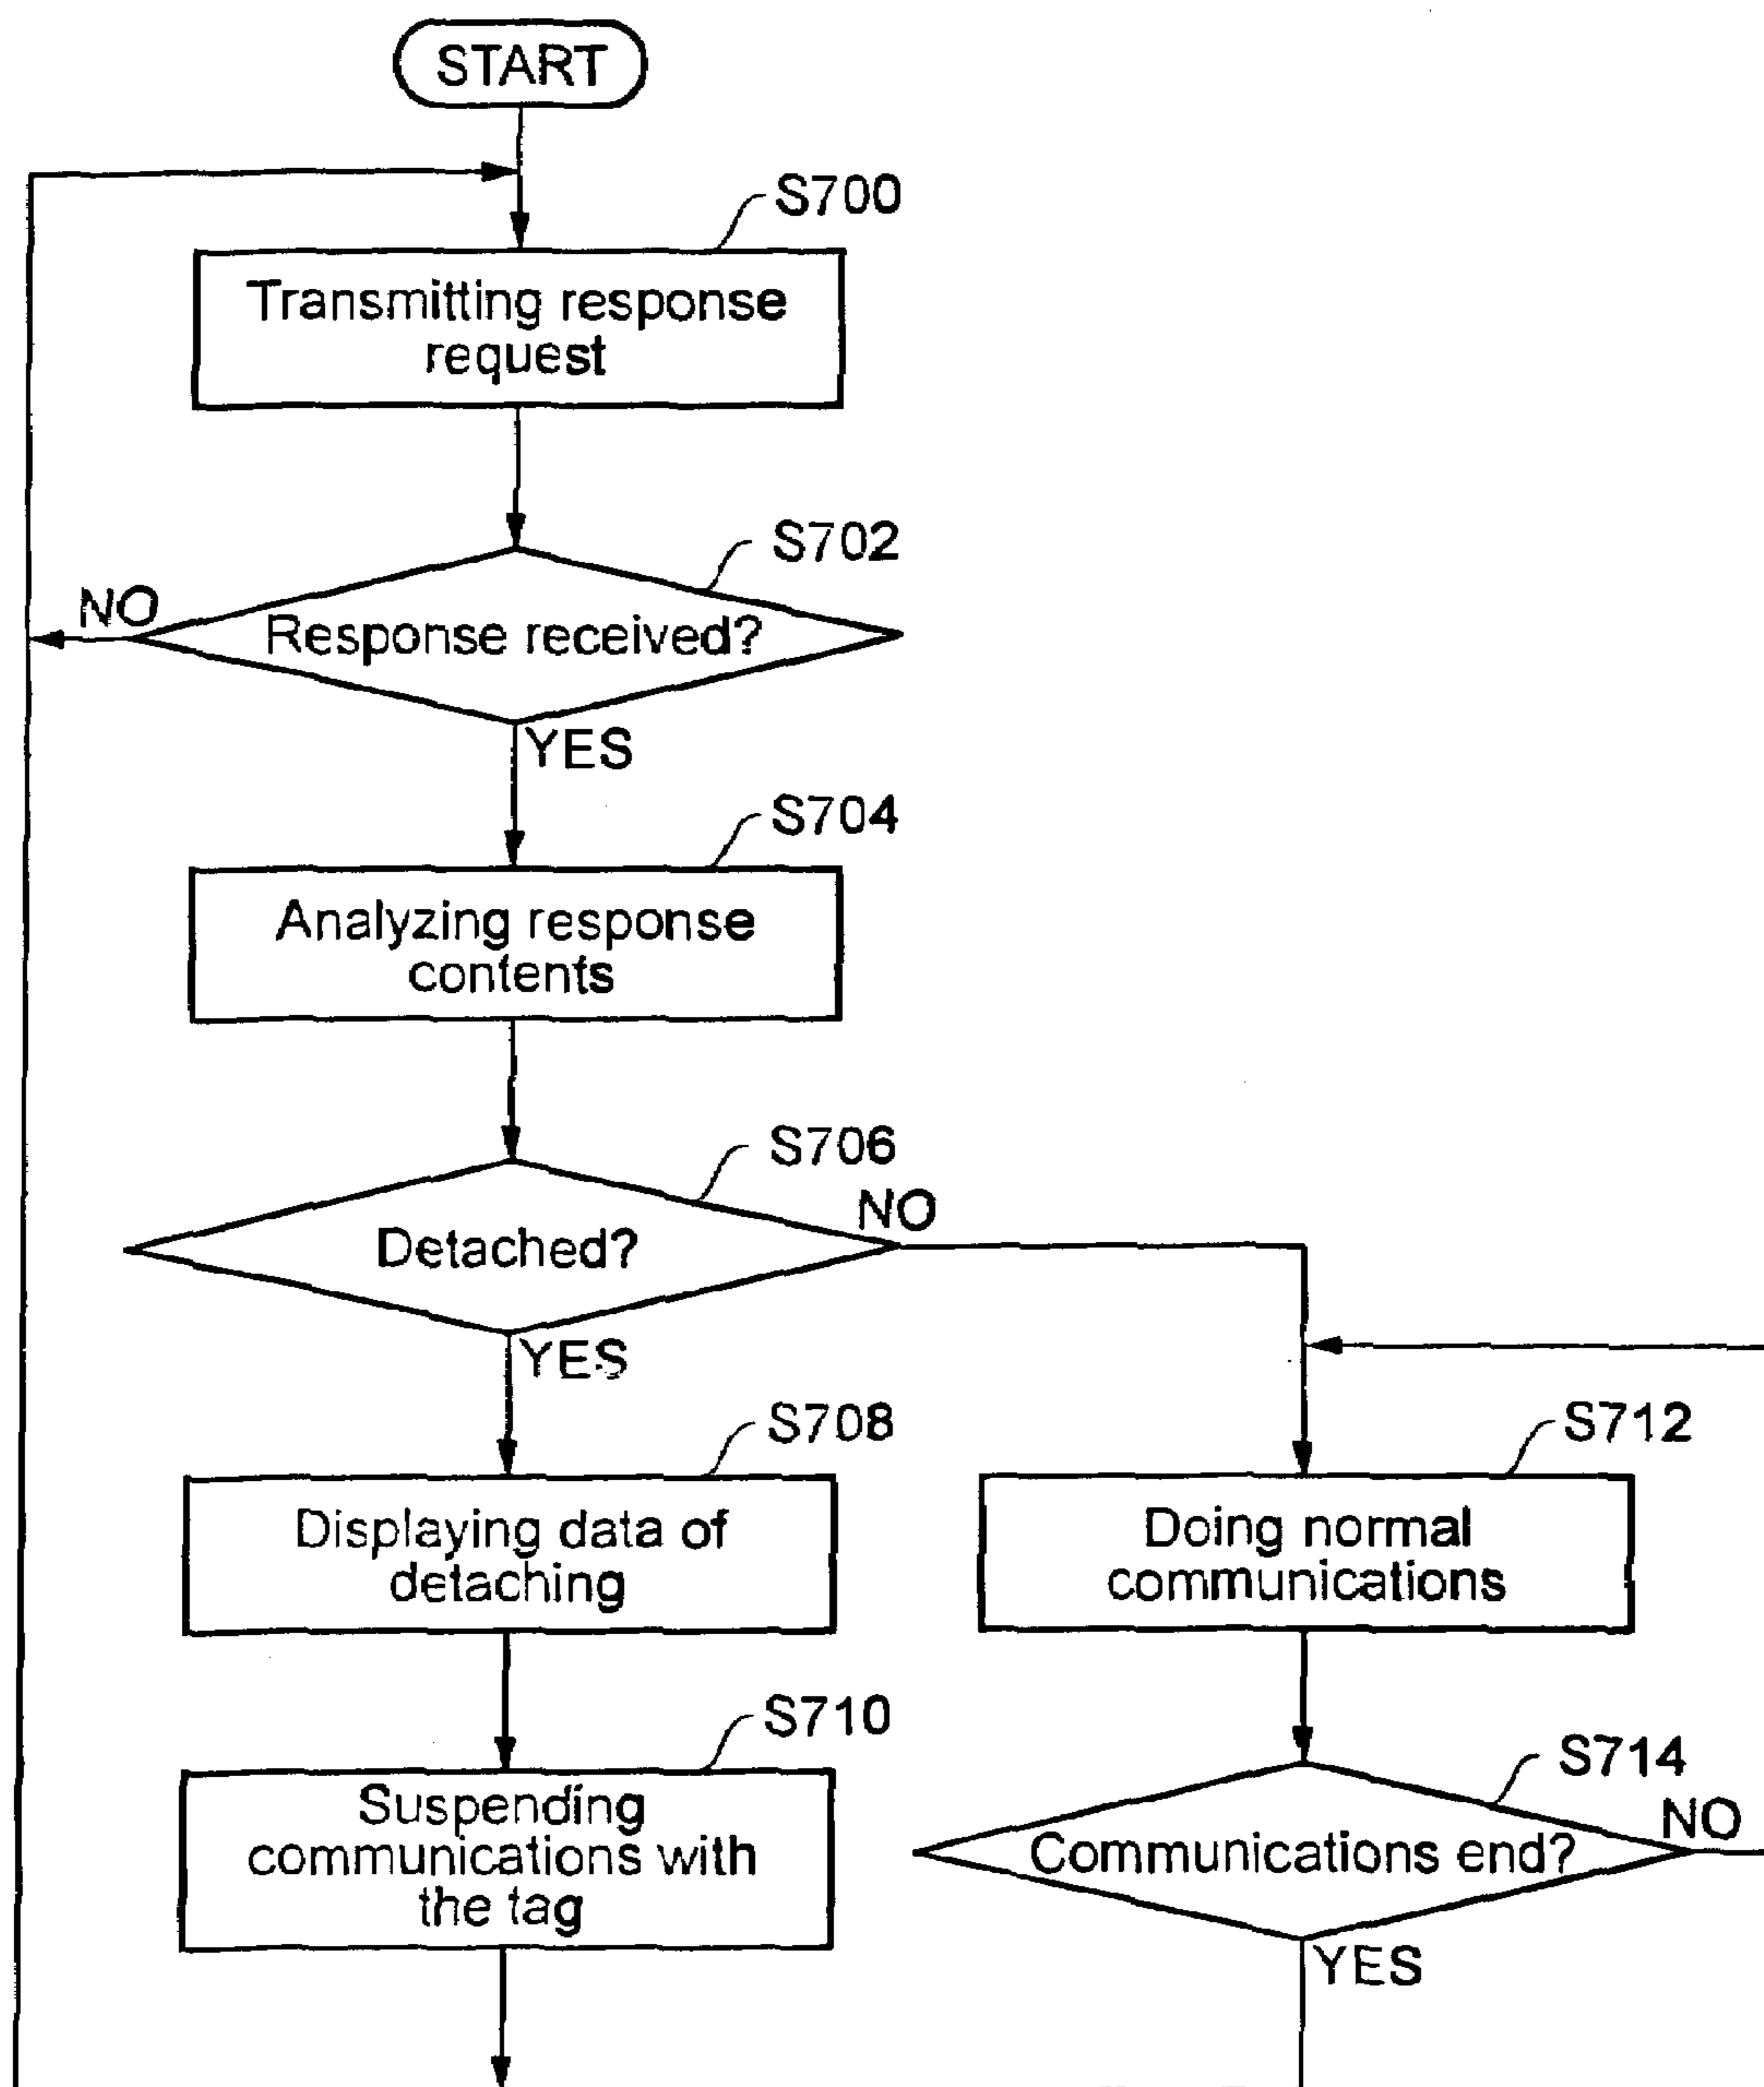 START
S700
Transmitting response
request
S702
NO
Response received?
YES
S704
Analyzing response
contents
S706
NO
Detached?
YES
S708
Displaying data of
detaching
S712
Doing normal
communications
S710
Suspending
communications with
the tag
S714
NO
Communications end?
YES